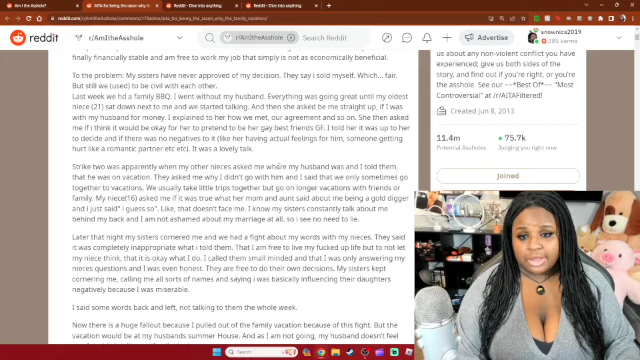 Am I the Asshole?
AITA for being the reason why th
Reddit - Dive into anything
Reddit - Dive into anything
reddit
r/AmITheAsshole
Advertise
snownica2019
285 karma
finally financially stable and am free to work my job that simply is not as economically beneficial.
To the problem: My sisters have never approved of my decision. They say i sold myself, Which... fair.
But still we (used) to be civil with each other.
Last week we hd a family BBQ. I went without my husband. Everything was going great until my oldest
niece (21) sat down next to me and we started talking. And then she asked be me straight up, if I was
with my husband for money. I explained to her how we met, our agreement and so on. She then
asked me if i think it would be okay for her to pretend to be her gay best friends GF. I told her it was up to her
to decide and if there was no negatives to it (like her having actual feelings for him, someone getting
hurt like a romantic partner etc etc). It was a lovely talk.
Strike two was apparently when my other nieces asked me where my husband was and I told them,
that he was on vacation. They asked me why I didn't go with him and I said that we only sometimes go
together to vacations. We usually take little trips together but go on longer vacations with friends or
family. My niece(16) asked me if it was true what her mom and aunt said about me being a gold digger
and i just said" i guess so". Like, that doesn't face me. I know my sisters constantly talk about me
behind my back and I am not ashamed about my marriage at all. so i see no need to lie.
Later that night my sisters cornered me and we had a fight about my words with my nieces. They said
it was completely inappropriate what i told them. That I am free to live my fucked up life but to not let
my niece think, that it is okay what I do. I called them small minded and that I was only answering my
nieces questions and I was even honest. They are free to do their own decisions. My sisters kept
cornering me, calling me all sorts of names and saying i was basically influencing their daughters
negatively because I was miserable.
I said some words back and left, not talking to them the whole week.
Now there is a huge fallout because I pulled out of the family vacation because of this fight. But the
vacation would be at my husbands summer House. And as I am not going, my husband doesn't feel
us about any non-violent conflict you have
experienced; give us both sides of the
story, and find out if you're right, or you're
the asshole. See our ~~*Best Of*~~ "Most
Controversial" at r/AITAFiltered!
Created Jun 8, 2013
11.4m
75.7k
Potential Assholes
Judging you right now
Joined
Search